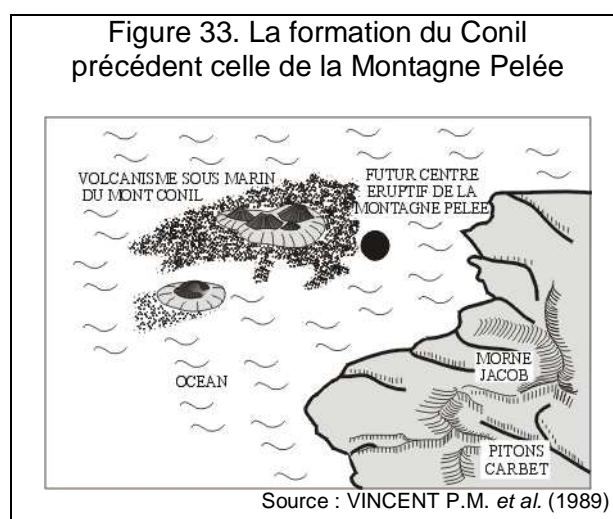 Figure 33. La formation du Conil
précédent celle de la Montagne Pelée
VOLCANISME SOUS MARIN
DU MONT CONIL
FUTUR CENTRE
ERUPTIF DE LA
MONTAGNE PELEE
OCEAN
MORNE
JACOB
PITONS
CARBET
Source : VINCENT P.M. et al. (1989)